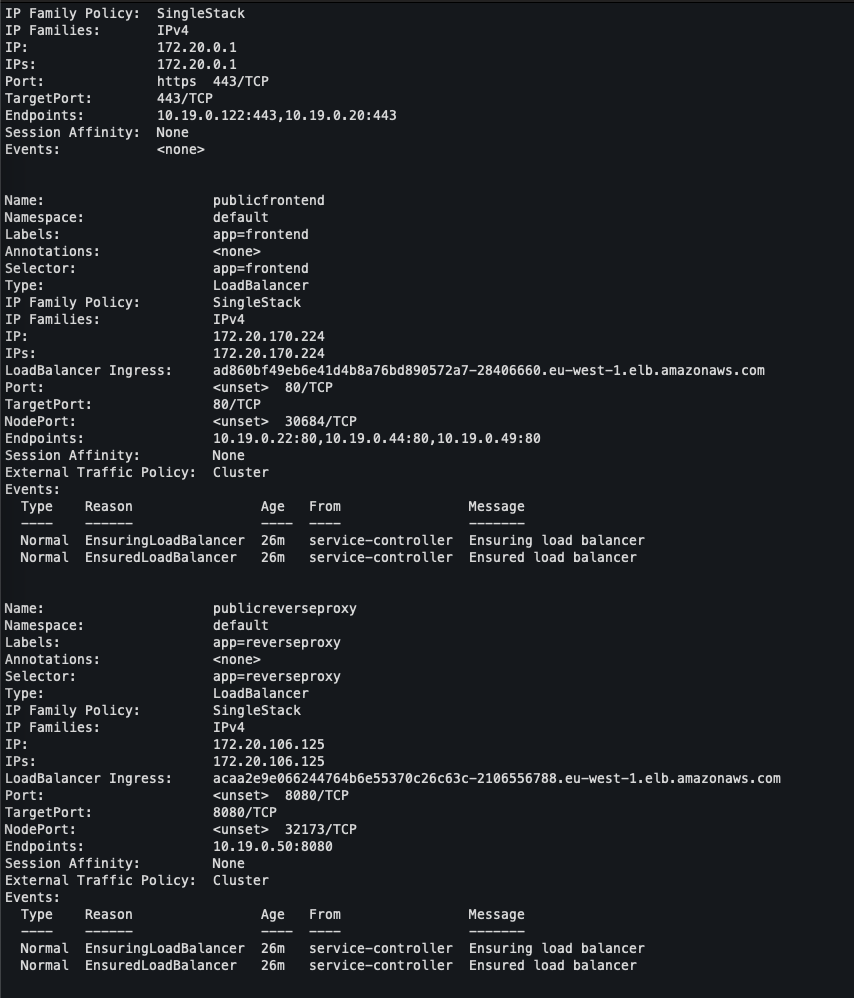 IP Family Policy:  SingleStack
IP Families:       IPv4
IP:                172.20.0.1
IPs:               172.20.0.1
Port:              https  443/TCP
TargetPort:        443/TCP
Endpoints:         10.19.0.122:443,10.19.0.20:443
Session Affinity:  None
Events:            <none>

Name:                     publicfrontend
Namespace:                default
Labels:                   app=frontend
Annotations:              <none>
Selector:                 app=frontend
Type:                     LoadBalancer
IP Family Policy:         SingleStack
IP Families:              IPv4
IP:                       172.20.170.224
IPs:                      172.20.170.224
LoadBalancer Ingress:     ad860bf49eb6e41d4b8a76bd890572a7-28406660.eu-west-1.elb.amazonaws.com
Port:                     <unset>  80/TCP
TargetPort:               80/TCP
NodePort:                 <unset>  30684/TCP
Endpoints:                10.19.0.22:80,10.19.0.44:80,10.19.0.49:80
Session Affinity:         None
External Traffic Policy:  Cluster
Events:
  Type    Reason                Age   From                Message
  ----    ------                ----  ----                -------
  Normal  EnsuringLoadBalancer  26m   service-controller  Ensuring load balancer
  Normal  EnsuredLoadBalancer   26m   service-controller  Ensured load balancer

Name:                     publicreverseproxy
Namespace:                default
Labels:                   app=reverseproxy
Annotations:              <none>
Selector:                 app=reverseproxy
Type:                     LoadBalancer
IP Family Policy:         SingleStack
IP Families:              IPv4
IP:                       172.20.106.125
IPs:                      172.20.106.125
LoadBalancer Ingress:     acaa2e9e066244764b6e55370c26c63c-2106556788.eu-west-1.elb.amazonaws.com
Port:                     <unset>  8080/TCP
TargetPort:               8080/TCP
NodePort:                 <unset>  32173/TCP
Endpoints:                10.19.0.50:8080
Session Affinity:         None
External Traffic Policy:  Cluster
Events:
  Type    Reason                Age   From                Message
  ----    ------                ----  ----                -------
  Normal  EnsuringLoadBalancer  26m   service-controller  Ensuring load balancer
  Normal  EnsuredLoadBalancer   26m   service-controller  Ensured load balancer